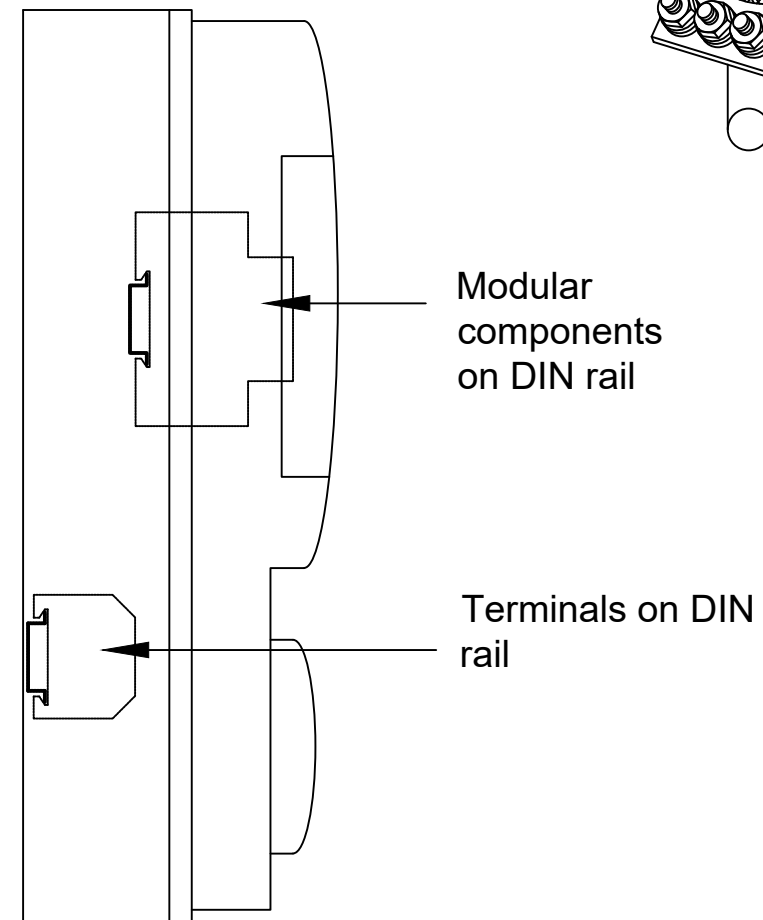 Modular
components
on DIN rail
Terminals on DIN
rail